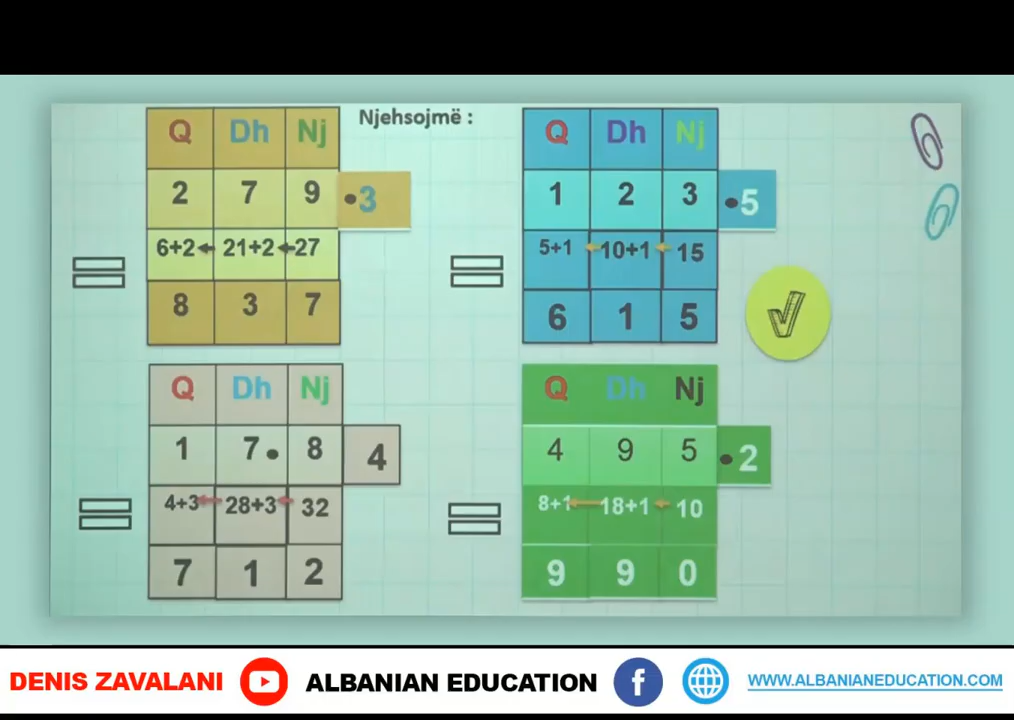 Njehsojmë :
Q Dh Nj
2 7 9 •3
6+2 21+2 27
= 8 3 7
Q Dh Nj
1 2 3 •5
5+1 10+1 15
= 6 1 5
Q Dh Nj
1 7• 8 4
4+3 28+3 32
= 7 1 2
Q Dh Nj
4 9 5 •2
8+1 18+1 10
= 9 9 0
DENIS ZAVALANI ALBANIAN EDUCATION f WWW.ALBANIANEDUCATION.COM